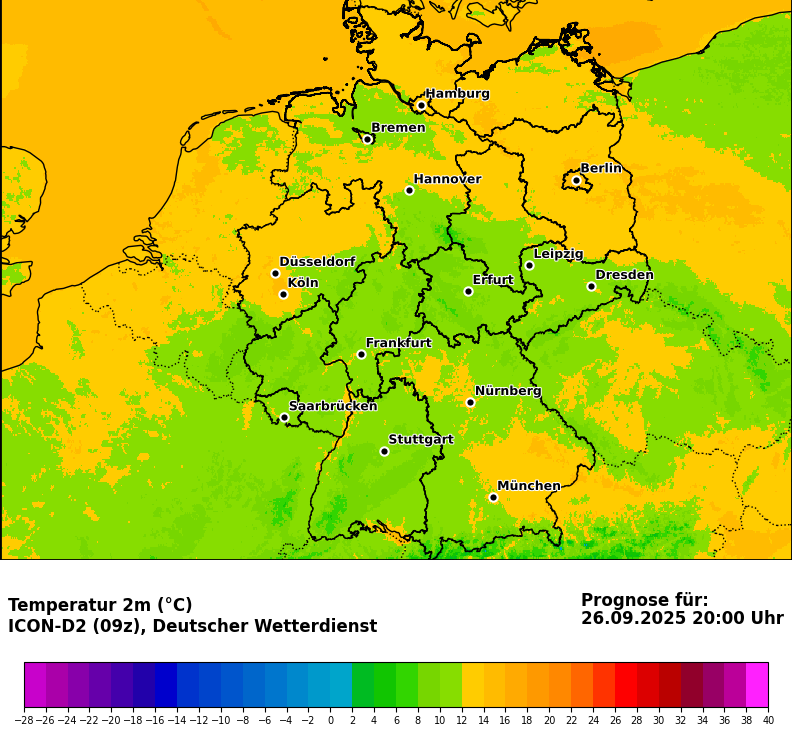 Hamburg
Bremen
Berlin
Hannover
Leipzig
Düsseldorf
Dresden
Köln
Erfurt
Frankfurt
Nürnberg
Saarbrücken
Stuttgart
München
Temperatur 2m (°C)
ICON-D2 (09z), Deutscher Wetterdienst
Prognose für:
26.09.2025 20:00 Uhr
−28 −26 −24 −22 −20 −18 −16 −14 −12 −10 −8 −6 −4 −2 0 2 4 6 8 10 12 14 16 18 20 22 24 26 28 30 32 34 36 38 40